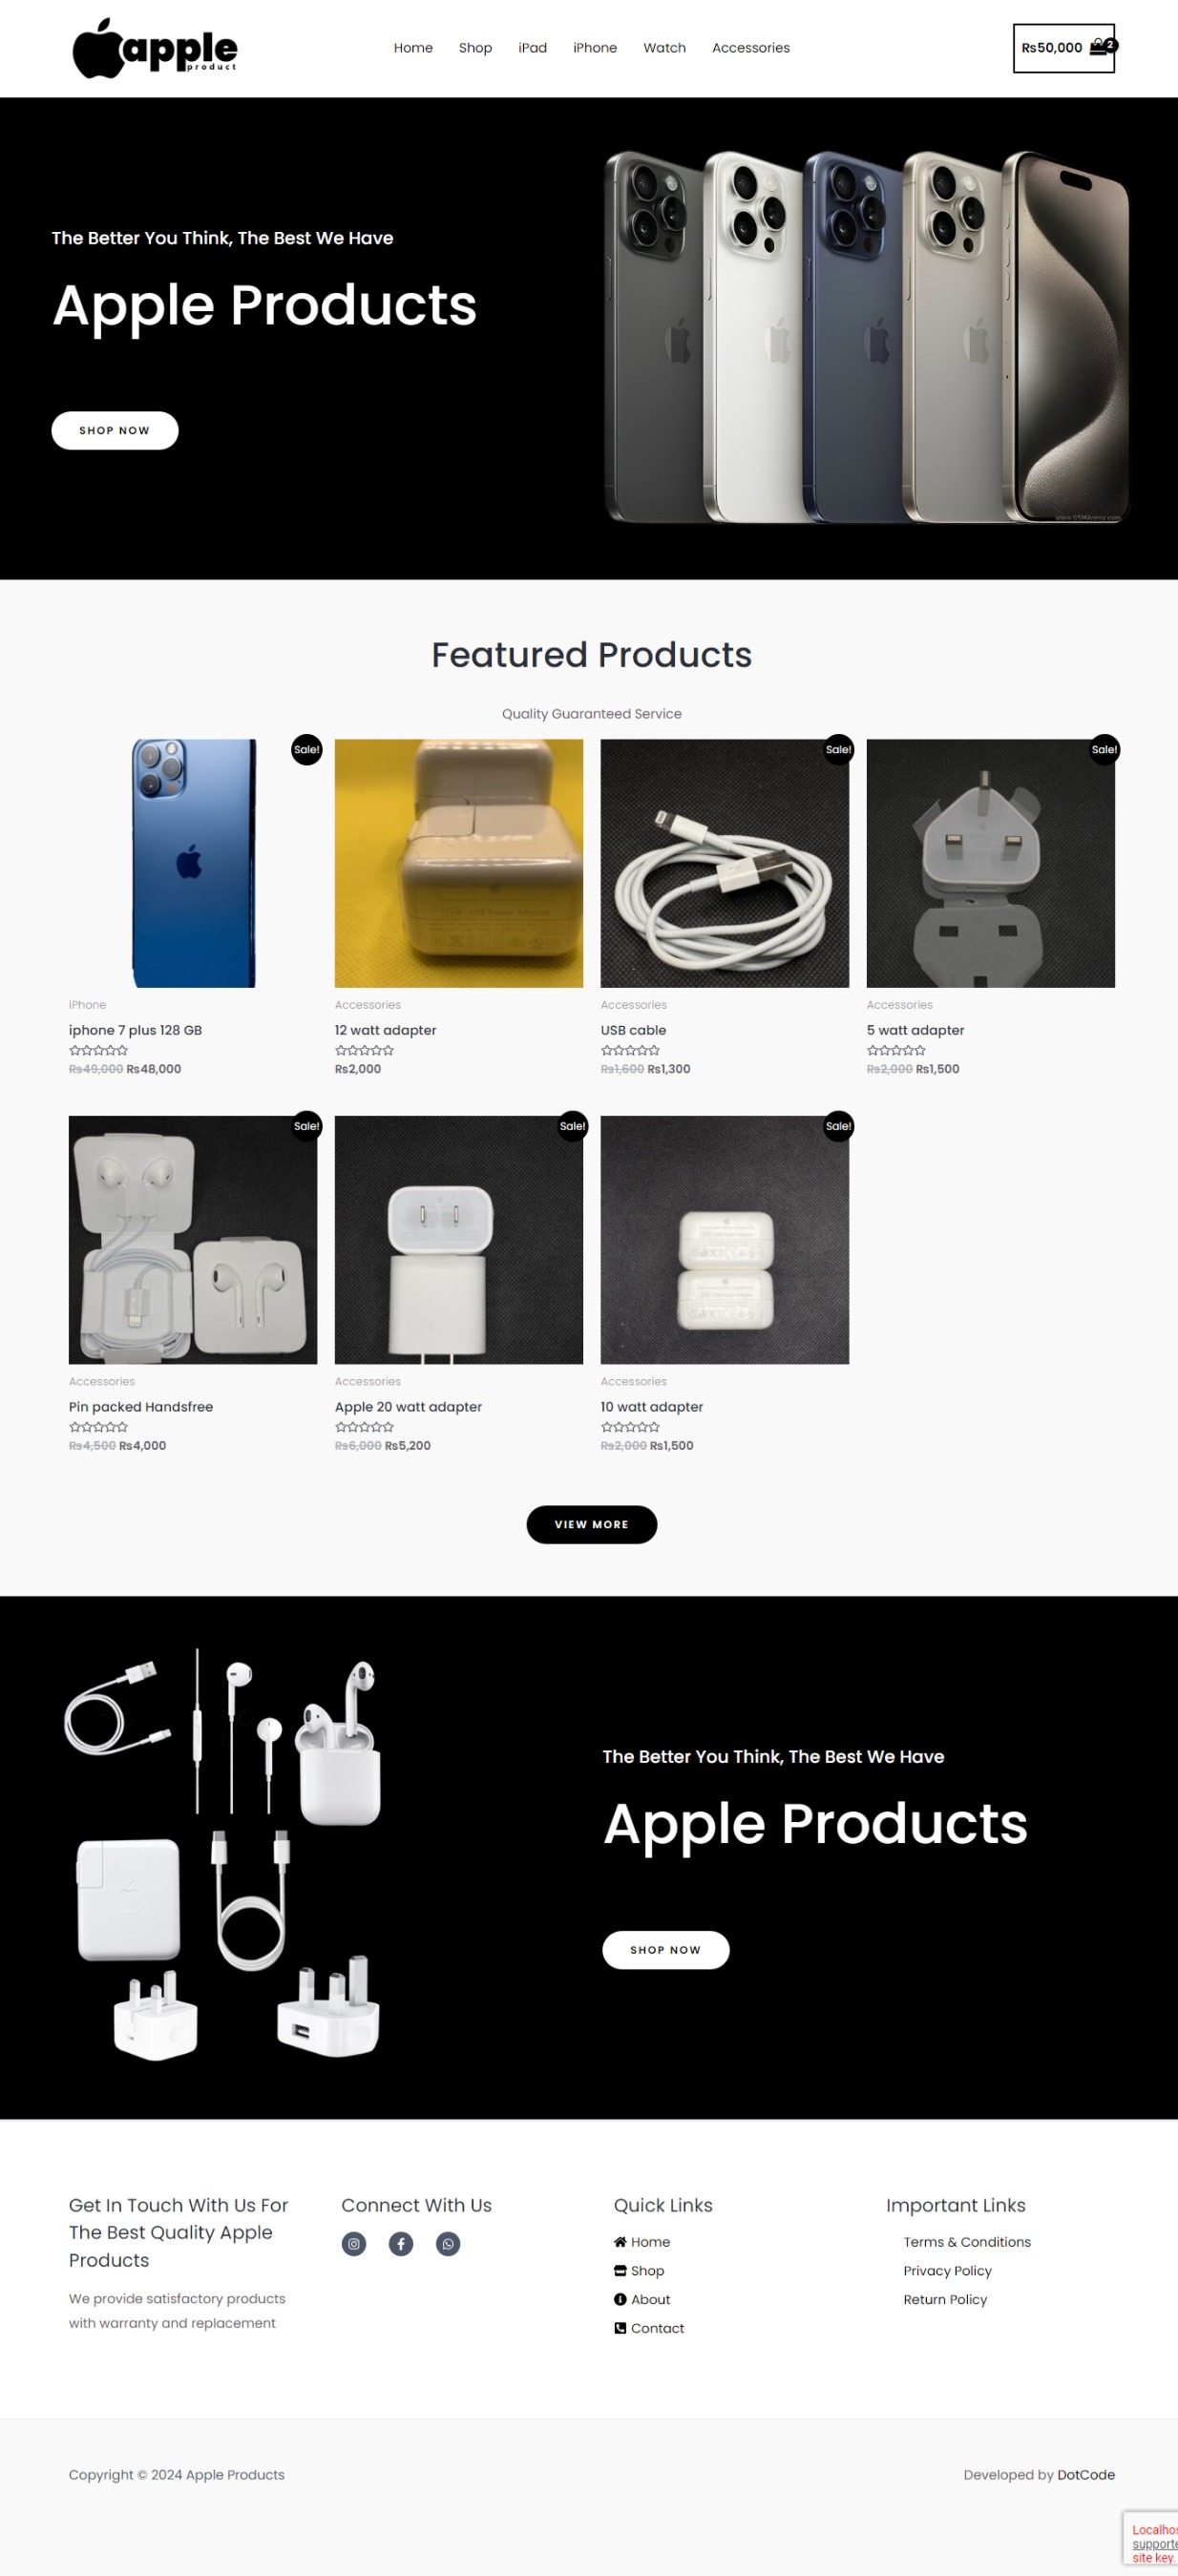 apple
product
Home Shop iPad iPhone Watch Accessories
₨50,000 2
The Better You Think, The Best We Have
Apple Products
SHOP NOW
www.GSMArena.com
Featured Products
Quality Guaranteed Service
Sale! Sale! Sale!
iPhone Accessories Accessories Accessories
iphone 7 plus 128 GB 12 watt adapter USB cable 5 watt adapter
₨49,000 ₨48,000 ₨2,000 ₨1,600 ₨1,300 ₨2,000 ₨1,500
Sale! Sale! Sale!
Accessories Accessories Accessories
Pin packed Handsfree Apple 20 watt adapter 10 watt adapter
₨4,500 ₨4,000 ₨6,000 ₨5,200 ₨2,000 ₨1,500
VIEW MORE
The Better You Think, The Best We Have
Apple Products
SHOP NOW
Get In Touch With Us For
The Best Quality Apple
Products
We provide satisfactory products
with warranty and replacement
Connect With Us
Quick Links
Home
Shop
About
Contact
Important Links
Terms & Conditions
Privacy Policy
Return Policy
Copyright © 2024 Apple Products
Developed by DotCode
Localhos
supporte
site key.